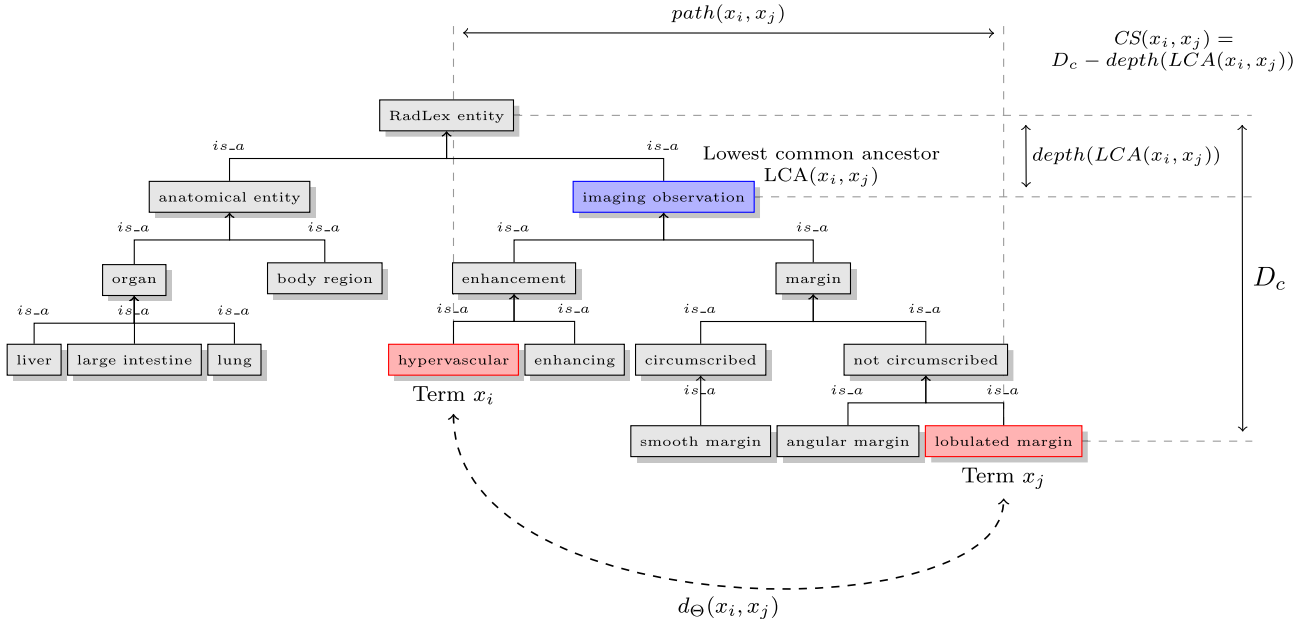 path(x_i, x_j)
CS(x_i, x_j) =
D_c − depth(LCA(x_i, x_j))
RadLex entity
is_a is_a
Lowest common ancestor
LCA(x_i, x_j)
depth(LCA(x_i, x_j))
anatomical entity imaging observation
is_a is_a is_a is_a
organ body region enhancement margin
D_c
is_a is_a is_a is_a is_a is_a is_a
liver large intestine lung hypervascular enhancing circumscribed not circumscribed
Term x_i
is_a is_a is_a
smooth margin angular margin lobulated margin
Term x_j
d_Θ(x_i, x_j)